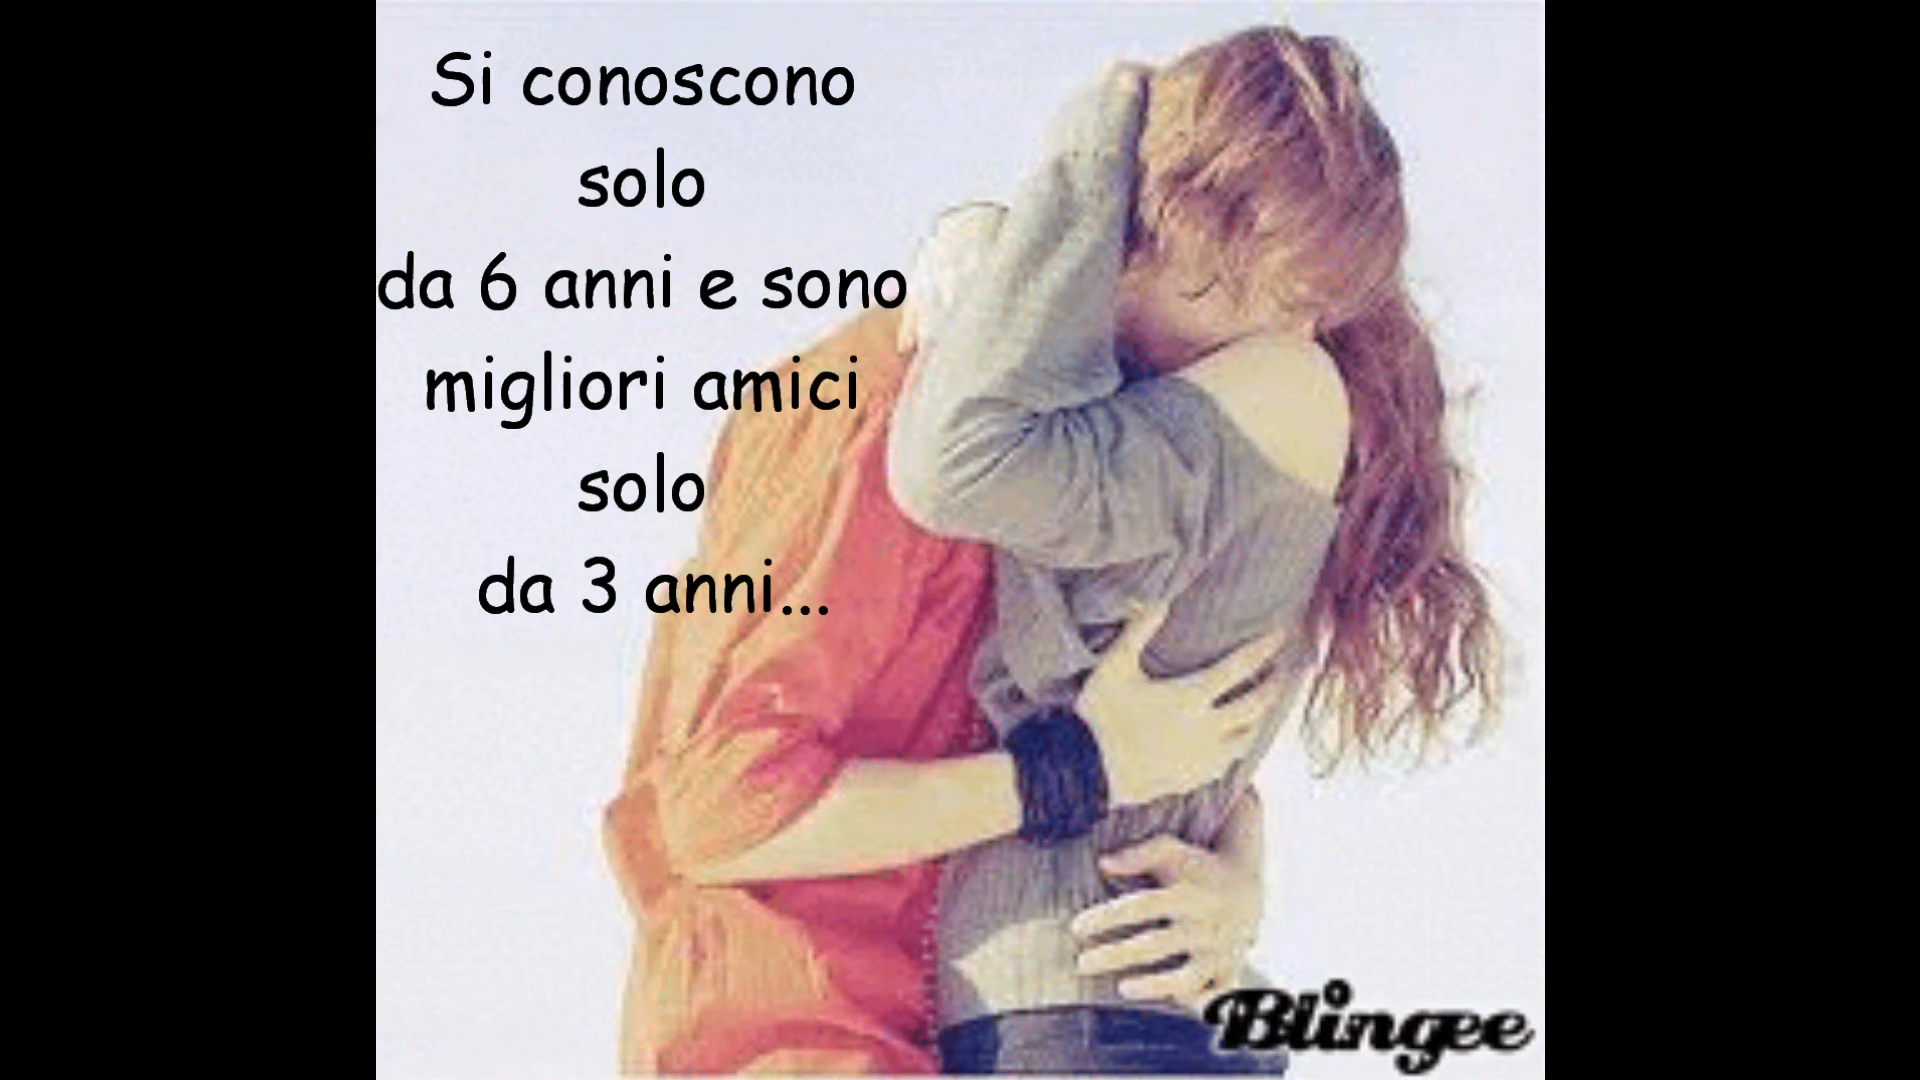 Si conoscono
solo
da 6 anni e sono
migliori amici
solo
da 3 anni...
Blingee